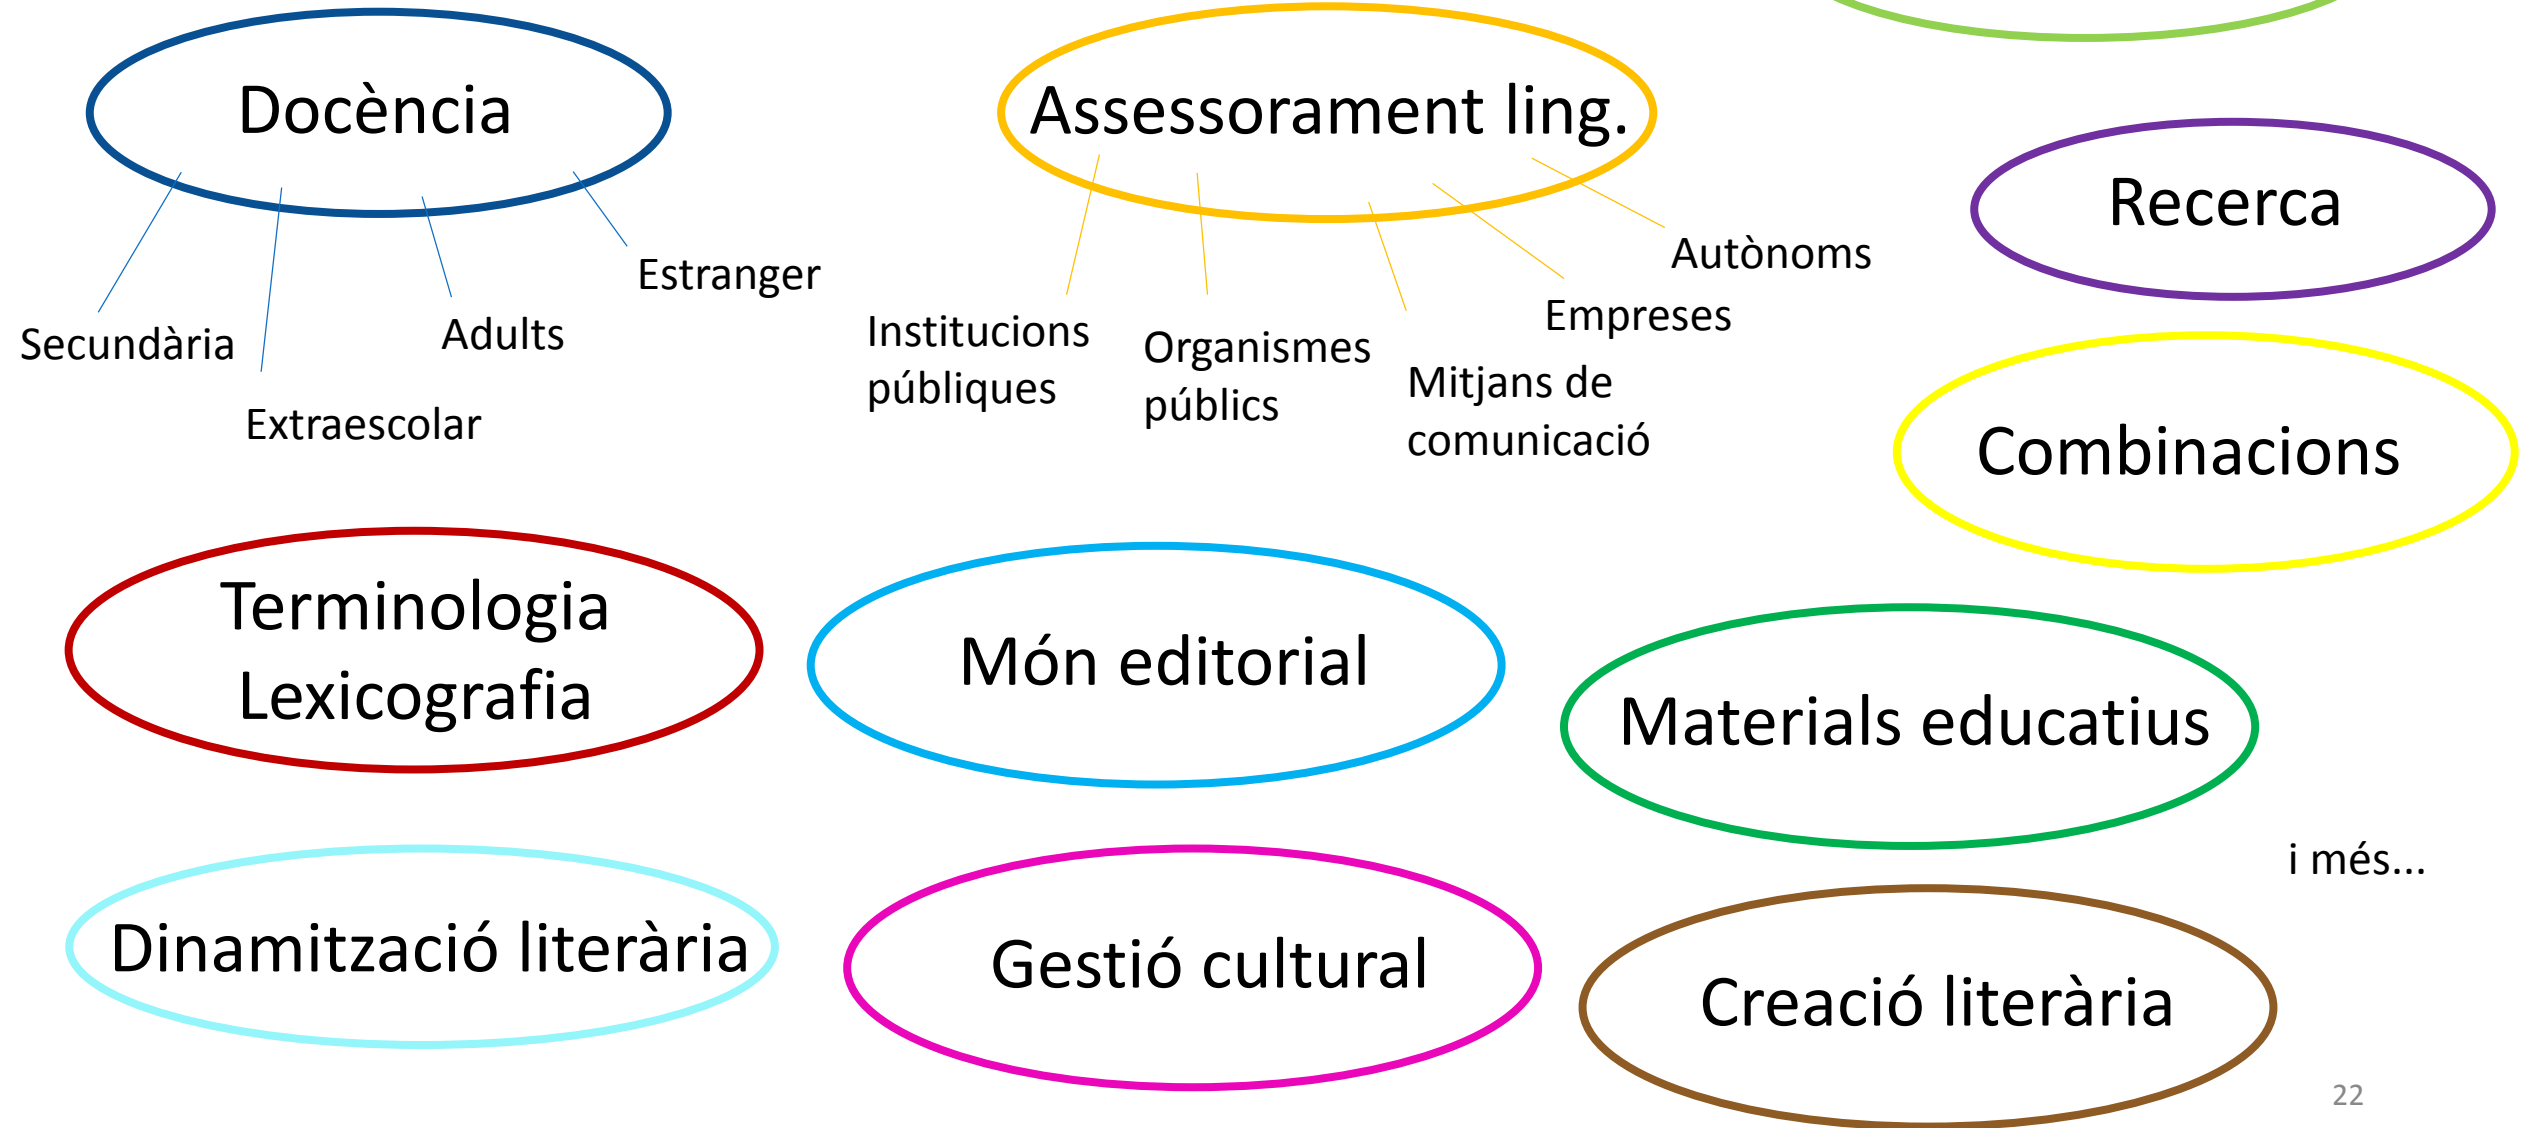 Docència
Secundària
Extraescolar
Adults
Estranger
Assessorament ling.
Institucions
públiques
Organismes
públics
Mitjans de
comunicació
Empreses
Autònoms
Recerca
Combinacions
Terminologia
Lexicografia
Món editorial
Materials educatius
i més...
Dinamització literària
Gestió cultural
Creació literària
22